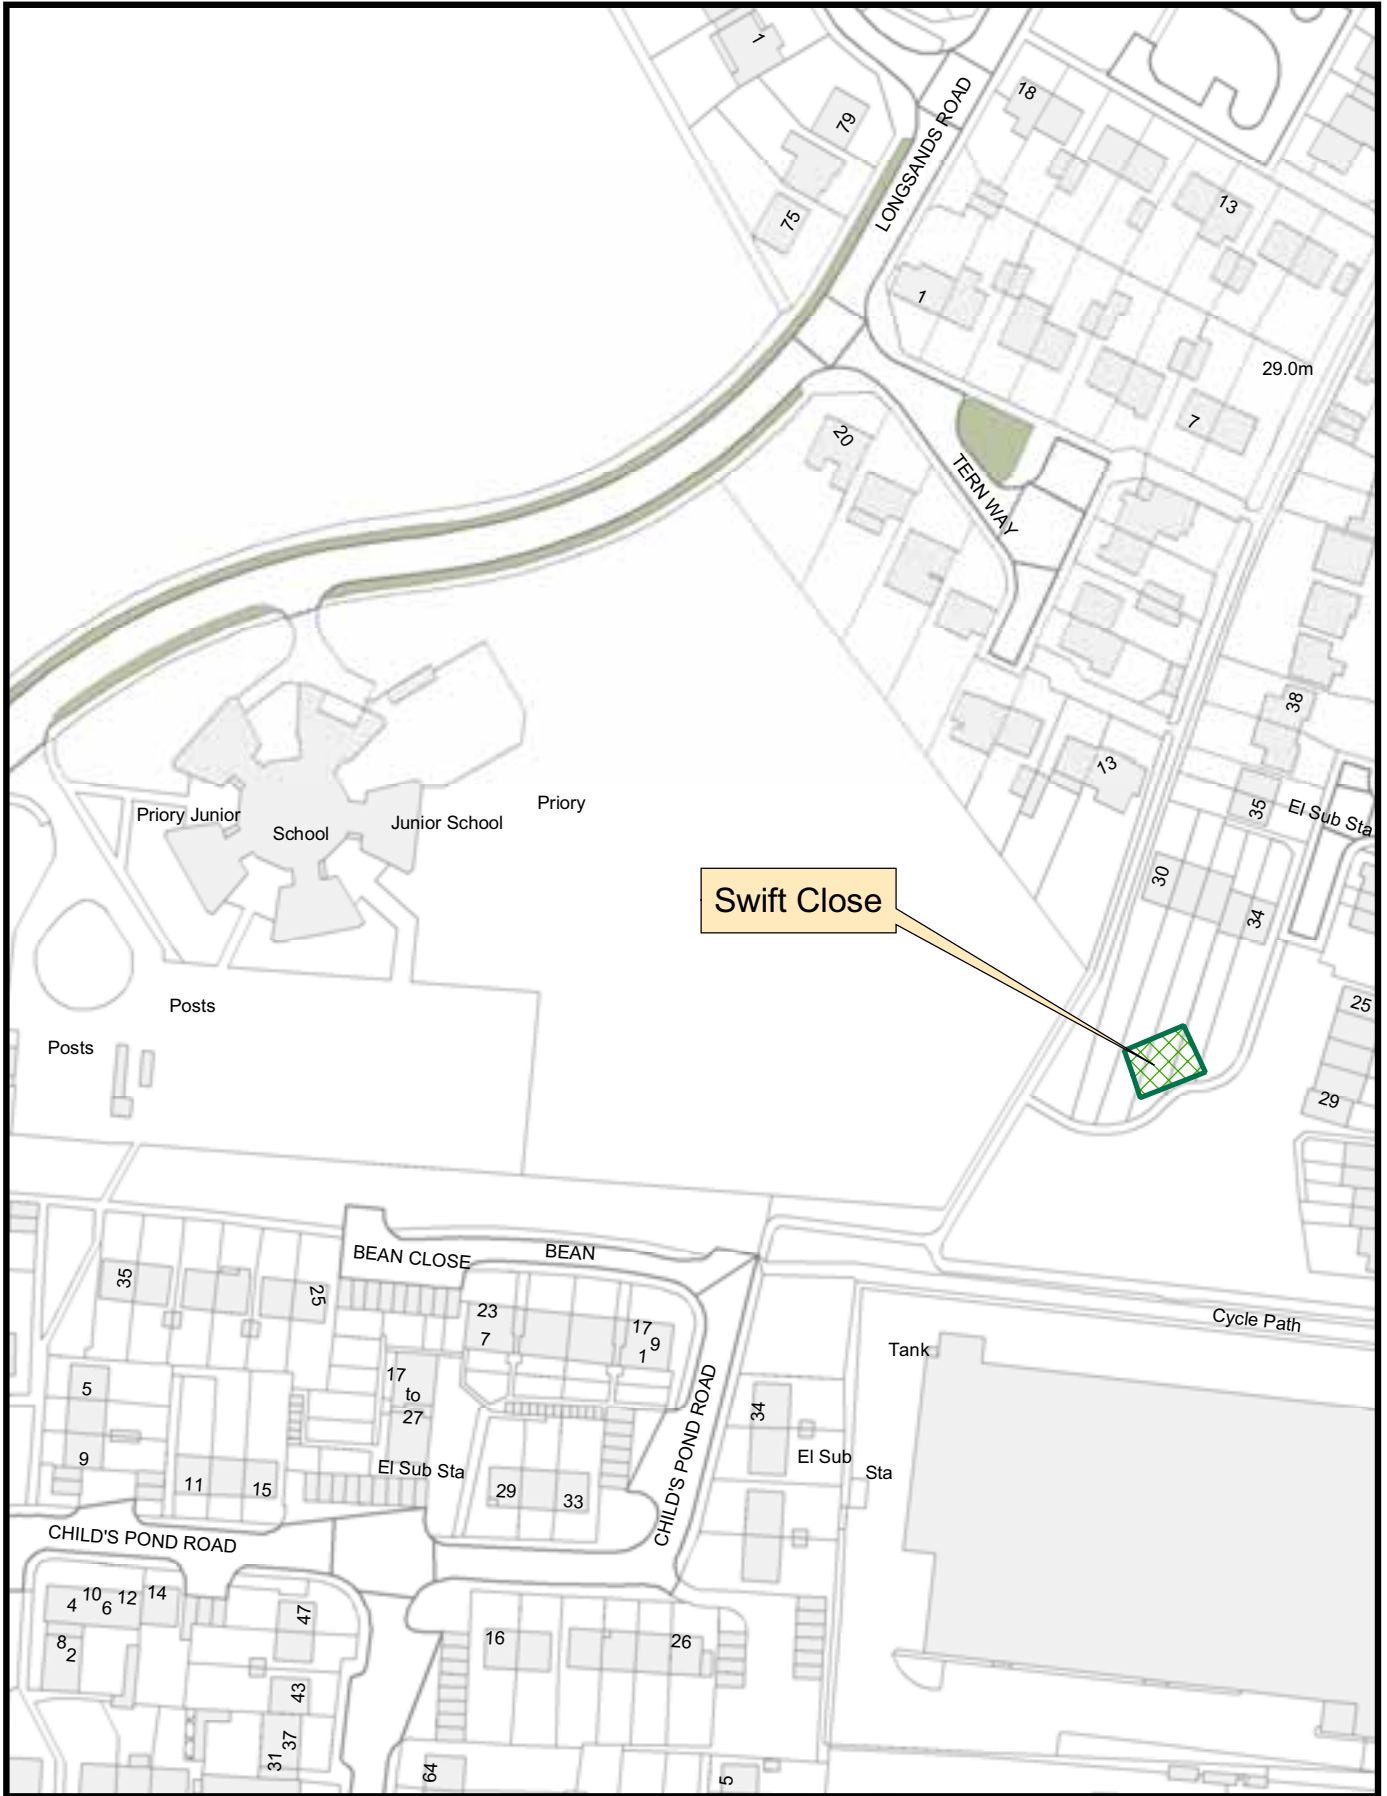 1
79
75
LONGSANDS ROAD
18
13
1
29.0m
7
20
TERN WAY
38
13
35
El Sub Sta
Priory Junior
School
Junior School
Priory
30
34
Swift Close
25
29
Posts
Posts
BEAN CLOSE
BEAN
35
25
23
7
17
9
1
Cycle Path
Tank
17
to
27
5
9
34
CHILD'S POND ROAD
El Sub
Sta
El Sub Sta
11
15
29
33
CHILD'S POND ROAD
4
10
6
12
14
8
2
47
16
26
43
37
31
64
5